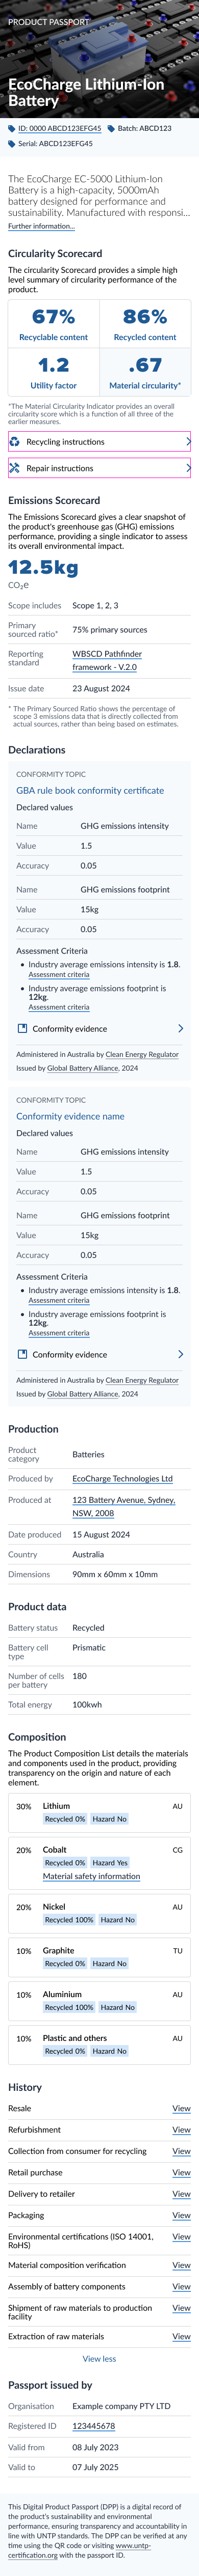 PRODUCT PASSPORT
EcoCharge Lithium-Ion
Battery
ID: 0000 ABCD123EFG45 Batch: ABCD123
Serial: ABCD123EFG45
The EcoCharge EC-5000 Lithium-Ion
Battery is a high-capacity, 5000mAh
battery designed for performance and
sustainability. Manufactured with responsi...
Further information...
Circularity Scorecard
The circularity Scorecard provides a simple high
level summary of circularity performance of the
product.
67% 86%
Recyclable content Recycled content
1.2 .67
Utility factor Material circularity*
*The Material Circularity Indicator provides an overall
circularity score which is a function of all three of the
earlier measures.
Recycling instructions
Repair instructions
Emissions Scorecard
The Emissions Scorecard gives a clear snapshot of
the product's greenhouse gas (GHG) emissions
performance, providing a single indicator to assess
its overall environmental impact.
12.5kg
CO₂e
Scope includes Scope 1, 2, 3
Primary
sourced ratio* 75% primary sources
Reporting
standard WBSCD Pathfinder
framework - V.2.0
Issue date 23 August 2024
* The Primary Sourced Ratio shows the percentage of
scope 3 emissions data that is directly collected from
actual sources, rather than being based on estimates.
Declarations
CONFORMITY TOPIC
GBA rule book conformity certificate
Declared values
Name GHG emissions intensity
Value 1.5
Accuracy 0.05
Name GHG emissions footprint
Value 15kg
Accuracy 0.05
Assessment Criteria
• Industry average emissions intensity is 1.8.
Assessment criteria
• Industry average emissions footprint is
12kg.
Assessment criteria
Conformity evidence
Administered in Australia by Clean Energy Regulator
Issued by Global Battery Alliance, 2024
CONFORMITY TOPIC
Conformity evidence name
Declared values
Name GHG emissions intensity
Value 1.5
Accuracy 0.05
Name GHG emissions footprint
Value 15kg
Accuracy 0.05
Assessment Criteria
• Industry average emissions intensity is 1.8.
Assessment criteria
• Industry average emissions footprint is
12kg.
Assessment criteria
Conformity evidence
Administered in Australia by Clean Energy Regulator
Issued by Global Battery Alliance, 2024
Production
Product
category Batteries
Produced by EcoCharge Technologies Ltd
Produced at 123 Battery Avenue, Sydney,
NSW, 2008
Date produced 15 August 2024
Country Australia
Dimensions 90mm x 60mm x 10mm
Product data
Battery status Recycled
Battery cell
type Prismatic
Number of cells
per battery 180
Total energy 100kwh
Composition
The Product Composition List details the materials
and components used in the product, providing
transparency on the origin and nature of each
element.
30% Lithium AU
Recycled 0% Hazard No
20% Cobalt CG
Recycled 0% Hazard Yes
Material safety information
20% Nickel AU
Recycled 100% Hazard No
10% Graphite TU
Recycled 0% Hazard No
10% Aluminium AU
Recycled 100% Hazard No
10% Plastic and others AU
Recycled 0% Hazard No
History
Resale View
Refurbishment View
Collection from consumer for recycling View
Retail purchase View
Delivery to retailer View
Packaging View
Environmental certifications (ISO 14001, View
RoHS)
Material composition verification View
Assembly of battery components View
Shipment of raw materials to production View
facility
Extraction of raw materials View
View less
Passport issued by
Organisation Example company PTY LTD
Registered ID 123445678
Valid from 08 July 2023
Valid to 07 July 2025
This Digital Product Passport (DPP) is a digital record of
the product's sustainability and environmental
performance, ensuring transparency and accountability in
line with UNTP standards. The DPP can be verified at any
time using the QR code or visiting www.untp-
certification.org with the passport ID.